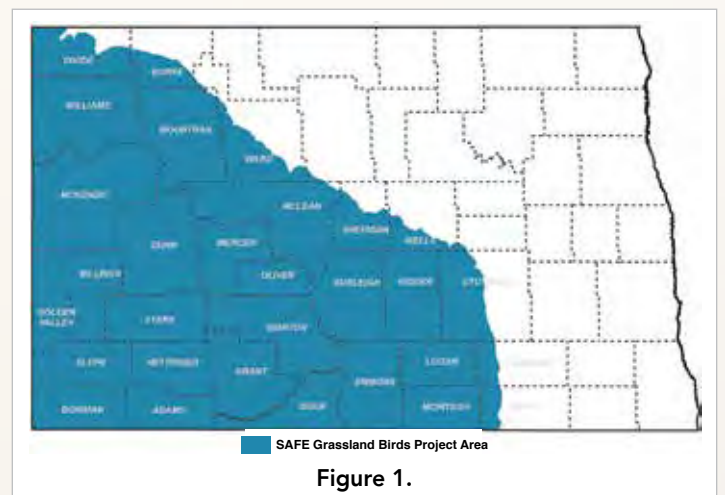 DIVIDE
BURKE
WILLIAMS
MOUNTRAIL
WARD
MCKENZIE
MCLEAN
SHERIDAN
WELLS
DUNN
MERCER
BILLINGS
OLIVER
BURLEIGH
KIDDER
GOLDEN
VALLEY
STARK
MORTON
SLOPE
HETTINGER
GRANT
LOGAN
EMMONS
BOWMAN
ADAMS
SIOUX
MCINTOSH
SAFE Grassland Birds Project Area
Figure 1.